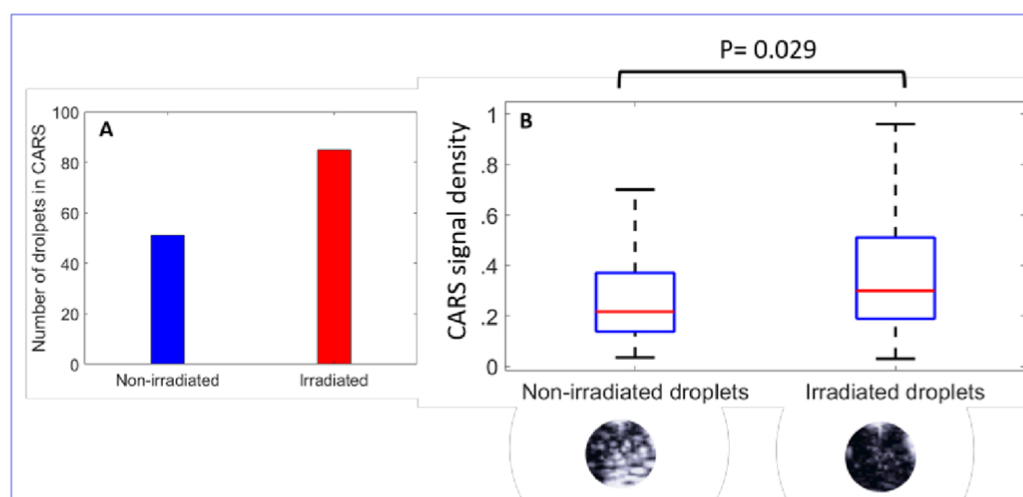 P= 0.029
A
Number of drolpets in CARS
100
80
60
40
20
0
Non-irradiated
Irradiated
B
CARS signal density
1
.8
.6
.4
.2
0
Non-irradiated droplets
Irradiated droplets